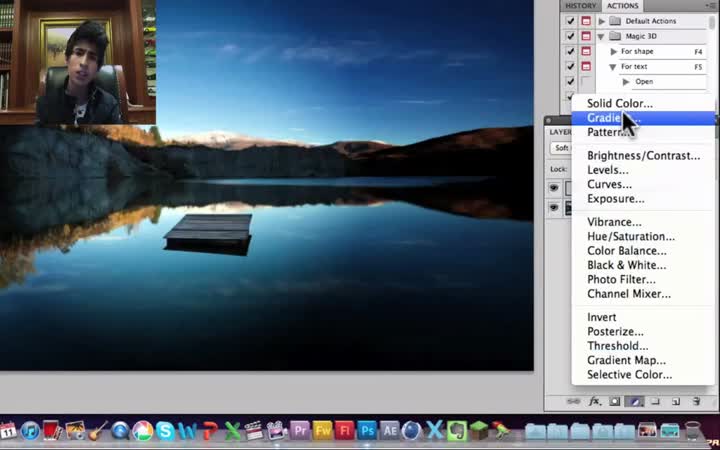 HISTORY
ACTIONS
Default Actions
Magic 3D
For shape F4
For text F5
Open
Solid Color...
Pattern...
Brightness/Contrast...
Levels...
Curves...
Exposure...
Vibrance...
Hue/Saturation...
Color Balance...
Black & White...
Photo Filter...
Channel Mixer...
Invert
Posterize...
Threshold...
Gradient Map...
Selective Color...
LAYER
Soft
Lock:
fx
11
Pr
Fw
Fl
Ps
AE